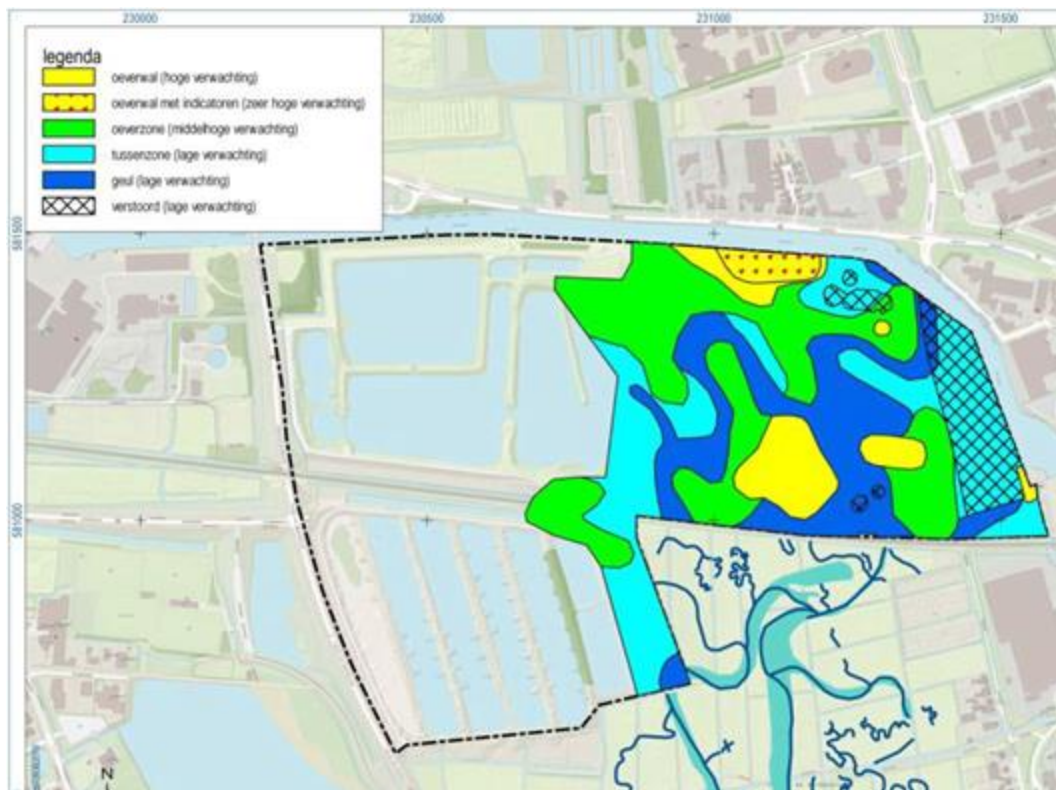 230000
230500
231000
231500
legenda
oeverwal (hoge verwachting)
oeverwal met indicatoren (zeer hoge verwachting)
oeverzone (middelhoge verwachting)
tussenzone (lage verwachting)
geul (lage verwachting)
verstoord (lage verwachting)
581500
581000
N